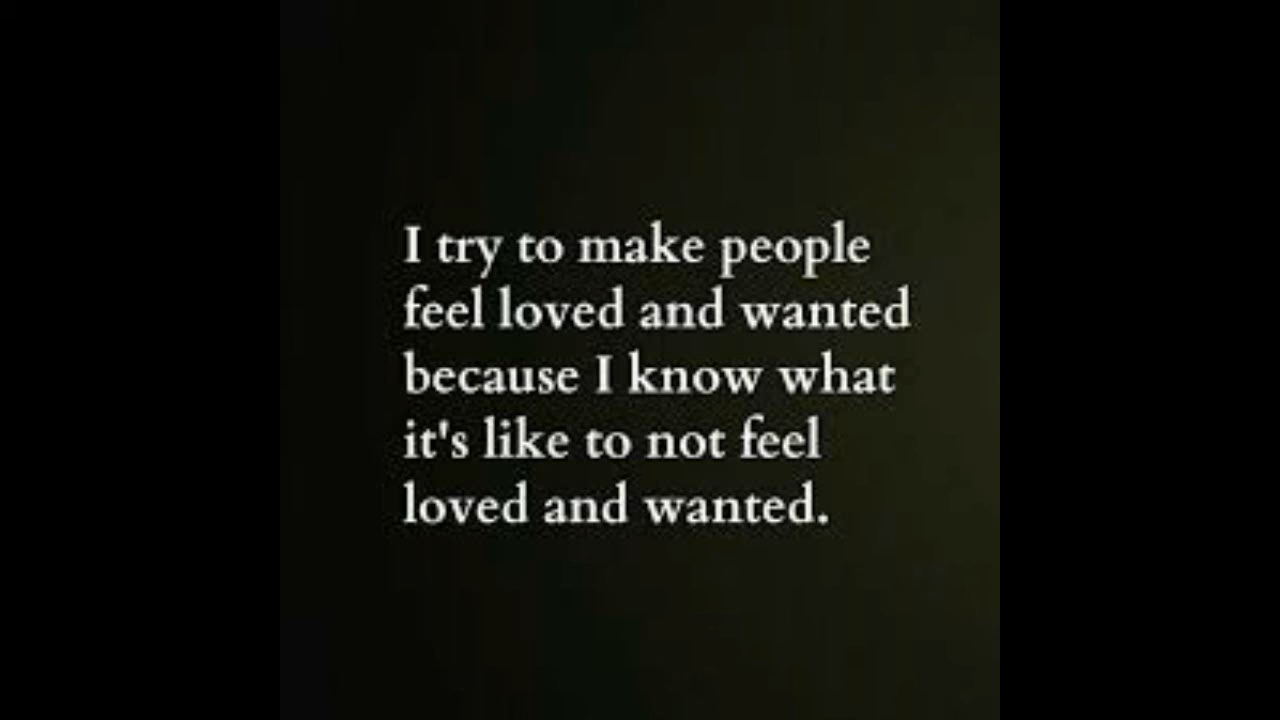 I try to make people
feel loved and wanted
because I know what
it's like to not feel
loved and wanted.